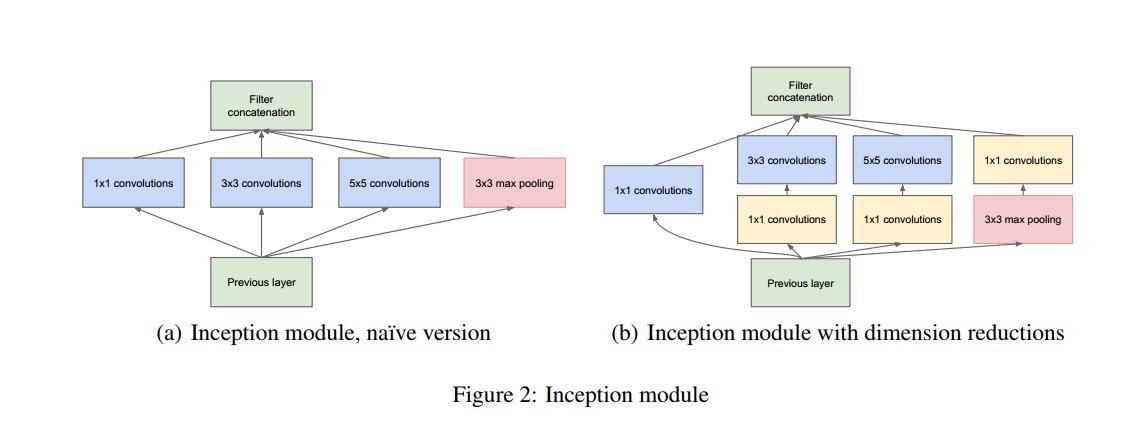 Filter
concatenation
1x1 convolutions
3x3 convolutions
5x5 convolutions
3x3 max pooling
Previous layer
(a) Inception module, naïve version
Filter
concatenation
1x1 convolutions
3x3 convolutions
5x5 convolutions
1x1 convolutions
1x1 convolutions
1x1 convolutions
3x3 max pooling
Previous layer
(b) Inception module with dimension reductions
Figure 2: Inception module